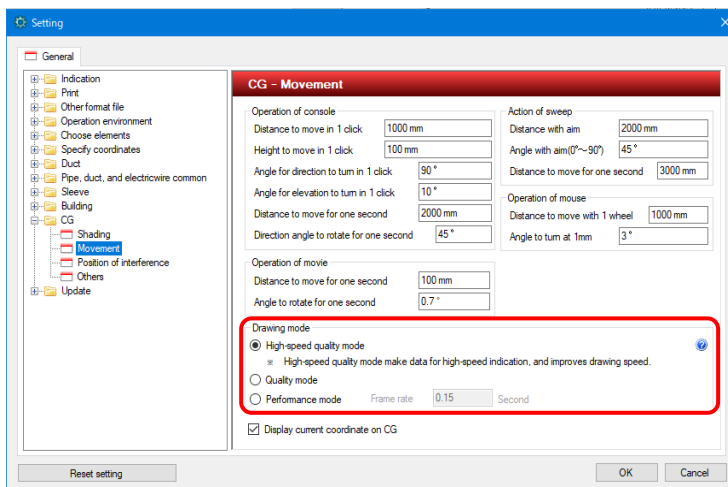 Setting
General
Indication
Print
Other format file
Operation environment
Choose elements
Specify coordinates
Duct
Pipe, duct, and electricwire common
Sleeve
Building
CG
Shading
Movement
Position of interference
Others
Update
CG - Movement
Operation of console
Distance to move in 1 click 1000 mm
Height to move in 1 click 100 mm
Angle for direction to turn in 1 click 90 °
Angle for elevation to turn in 1 click 10 °
Distance to move for one second 2000 mm
Direction angle to rotate for one second 45 °
Action of sweep
Distance with aim 2000 mm
Angle with aim(0°～90°) 45 °
Distance to move for one second 3000 mm
Operation of mouse
Distance to move with 1 wheel 1000 mm
Angle to turn at 1mm 3 °
Operation of movie
Distance to move for one second 100 mm
Angle to rotate for one second 0.7 °
Drawing mode
High-speed quality mode
※ High-speed quality mode make data for high-speed indication, and improves drawing speed.
Quality mode
Performance mode Frame rate 0.15 Second
Display current coordinate on CG
Reset setting OK Cancel